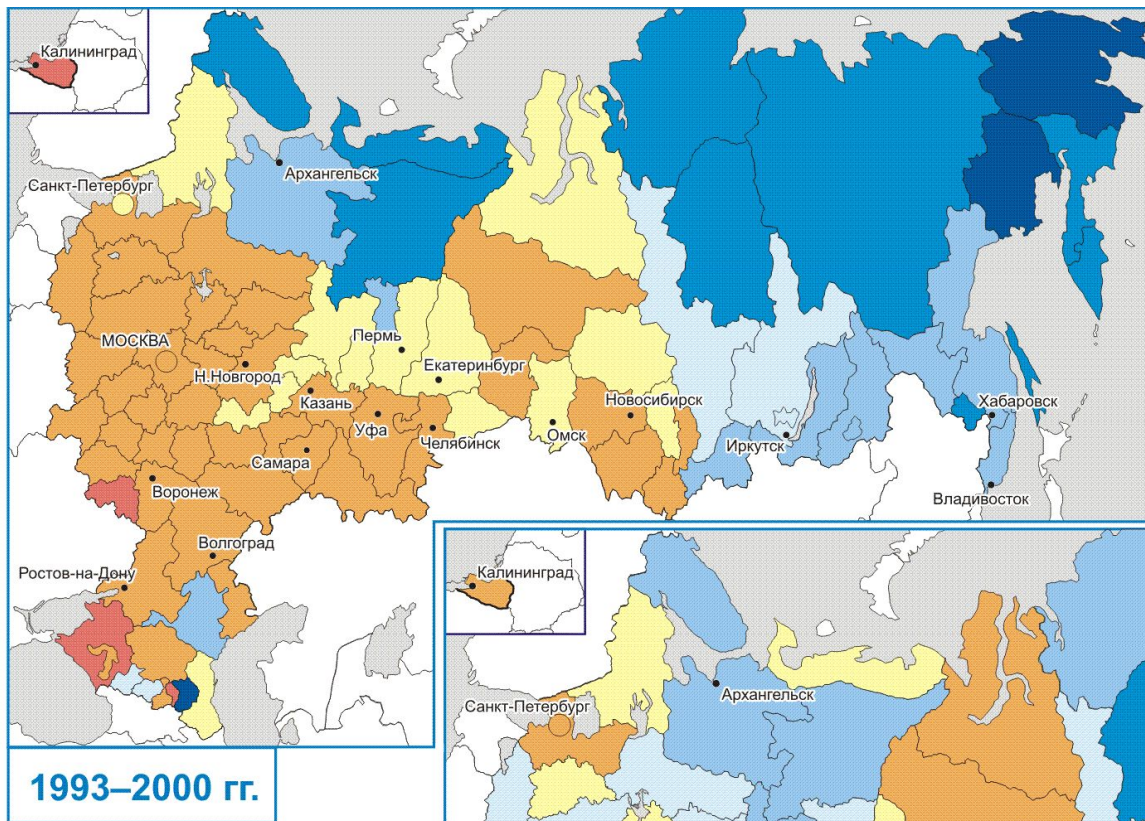 Калининград
Архангельск
Санкт-Петербург
МОСКВА
Пермь
Н.Новгород
Екатеринбург
Казань
Новосибирск
Хабаровск
Уфа
Челябинск
Омск
Иркутск
Самара
Воронеж
Владивосток
Волгоград
Ростов-на-Дону
Калининград
Архангельск
Санкт-Петербург
1993–2000 гг.